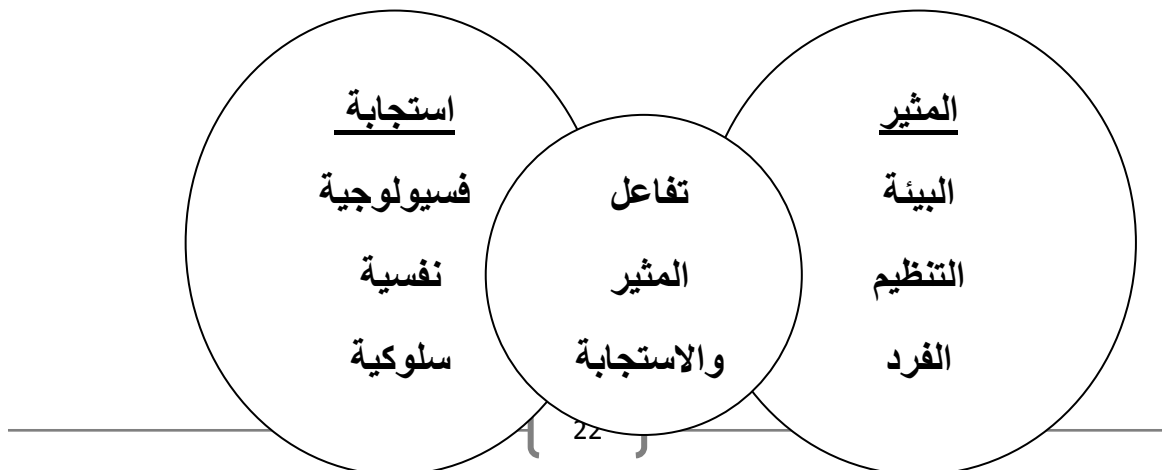 المثير
البيئة
التنظيم
الفرد
تفاعل
المثير
والاستجابة
استجابة
فسيولوجية
نفسية
سلوكية
22